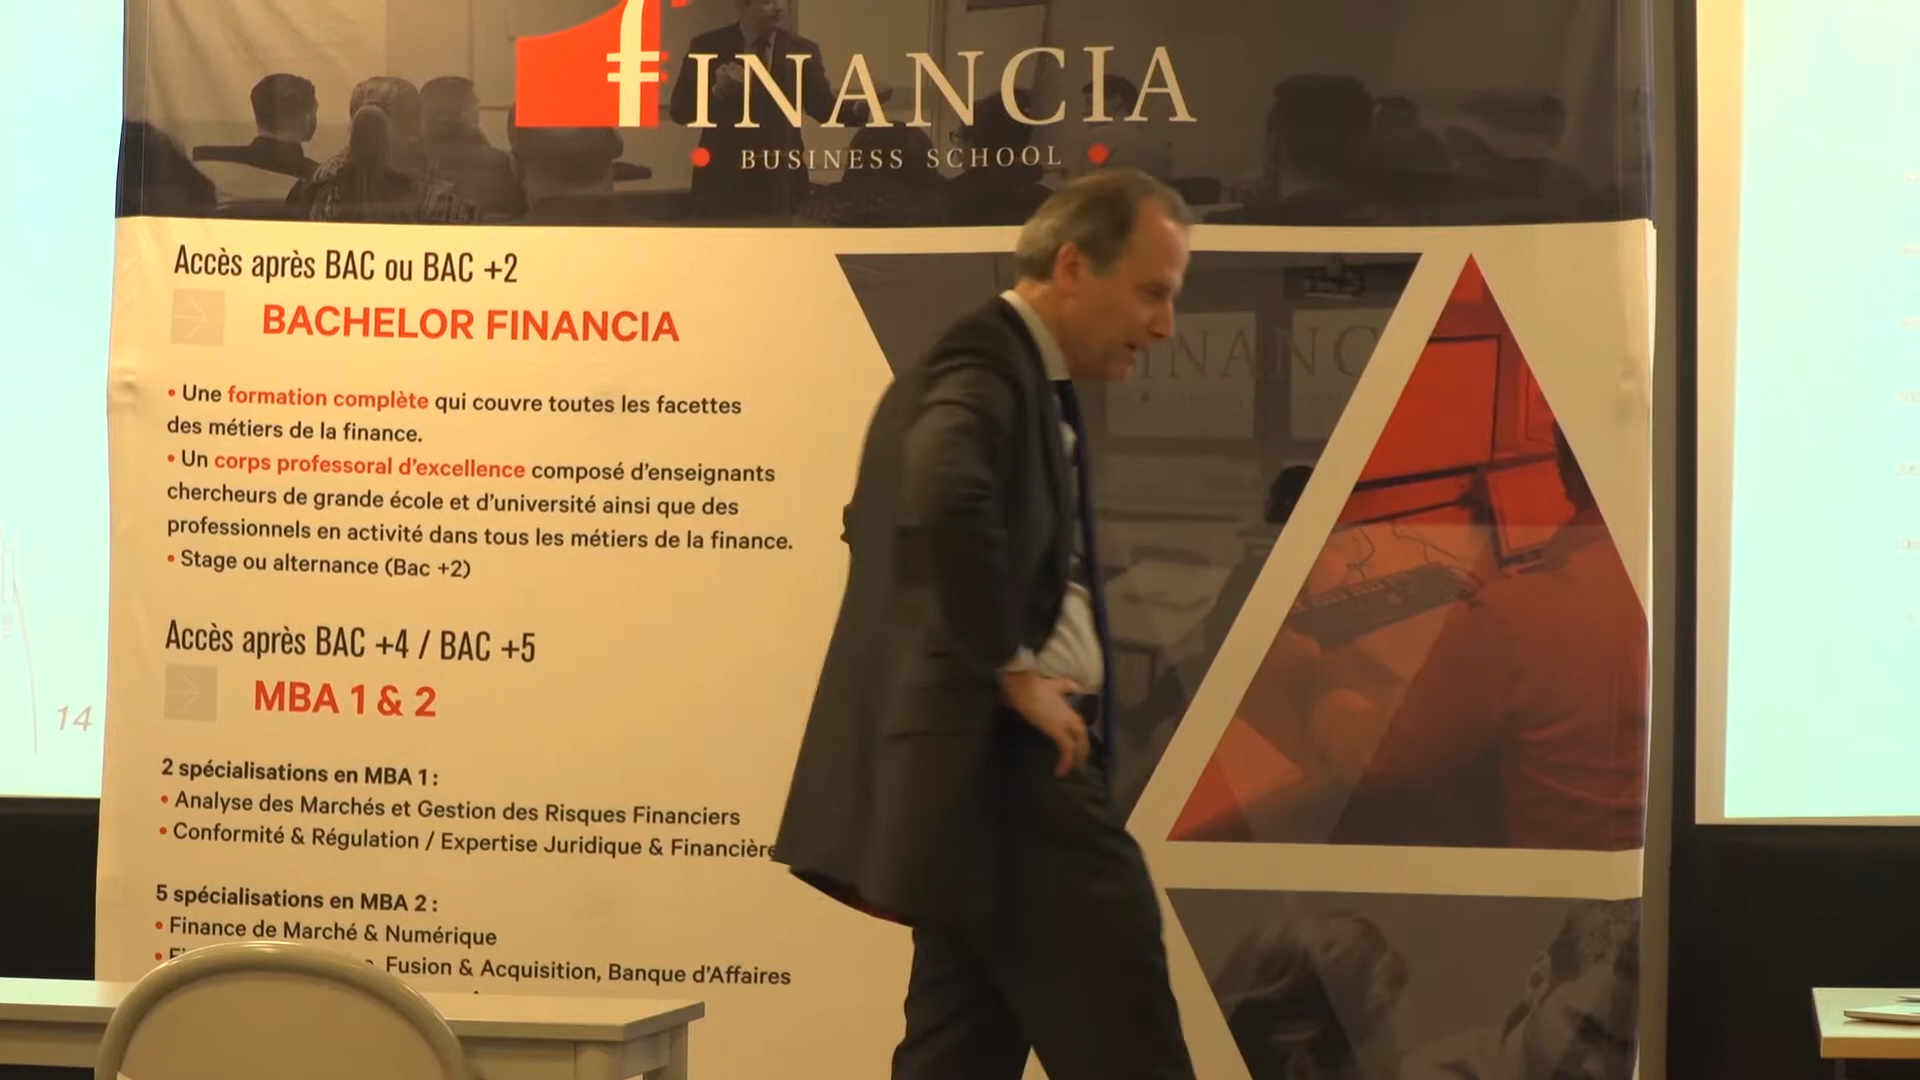 FINANCIA
BUSINESS SCHOOL
Accès après BAC ou BAC +2
BACHELOR FINANCIA
• Une formation complète qui couvre toutes les facettes
des métiers de la finance.
• Un corps professoral d'excellence composé d'enseignants
chercheurs de grande école et d'université ainsi que des
professionnels en activité dans tous les métiers de la finance.
• Stage ou alternance (Bac +2)
Accès après BAC +4 / BAC +5
MBA 1 & 2
2 spécialisations en MBA 1 :
• Analyse des Marchés et Gestion des Risques Financiers
• Conformité & Régulation / Expertise Juridique & Financière
5 spécialisations en MBA 2 :
• Finance de Marché & Numérique
• Fusion & Acquisition, Banque d'Affaires
14